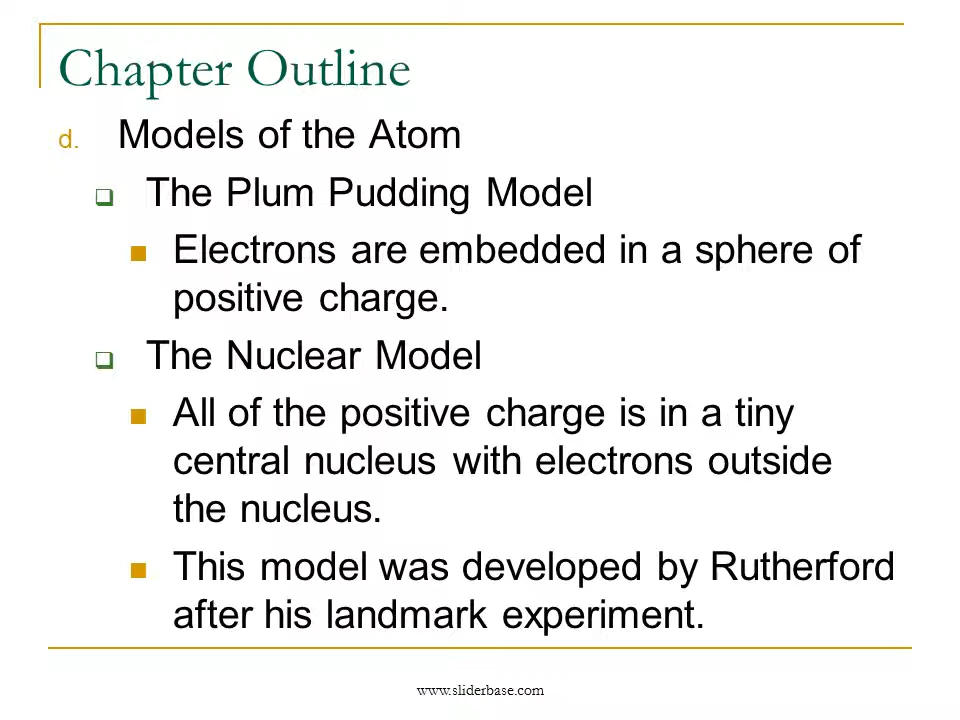 Chapter Outline
d. Models of the Atom
The Plum Pudding Model
Electrons are embedded in a sphere of
positive charge.
The Nuclear Model
All of the positive charge is in a tiny
central nucleus with electrons outside
the nucleus.
This model was developed by Rutherford
after his landmark experiment.
www.sliderbase.com